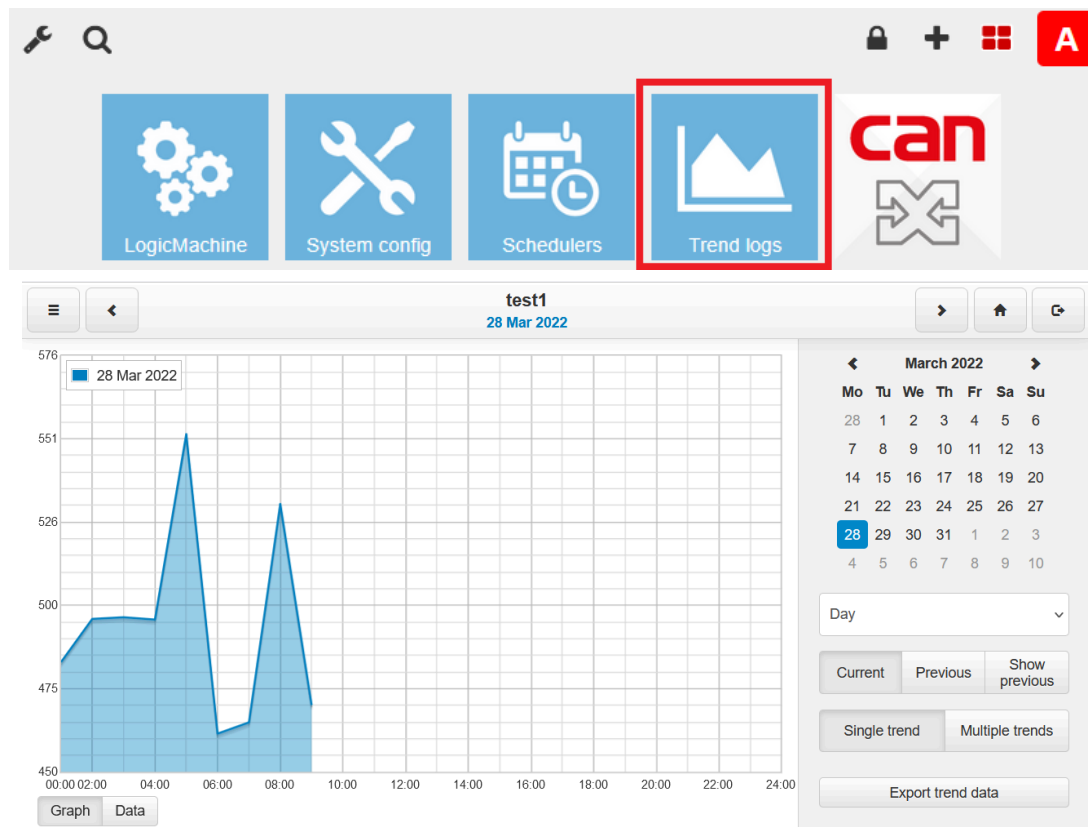 A
LogicMachine System config Schedulers Trend logs can
test1
28 Mar 2022
576
28 Mar 2022
551
526
500
475
450
00:00 02:00 04:00 06:00 08:00 10:00 12:00 14:00 16:00 18:00 20:00 22:00 24:00
Graph Data
March 2022
Mo Tu We Th Fr Sa Su
28 1 2 3 4 5 6
7 8 9 10 11 12 13
14 15 16 17 18 19 20
21 22 23 24 25 26 27
28 29 30 31 1 2 3
4 5 6 7 8 9 10
Day
Current Previous Show previous
Single trend Multiple trends
Export trend data